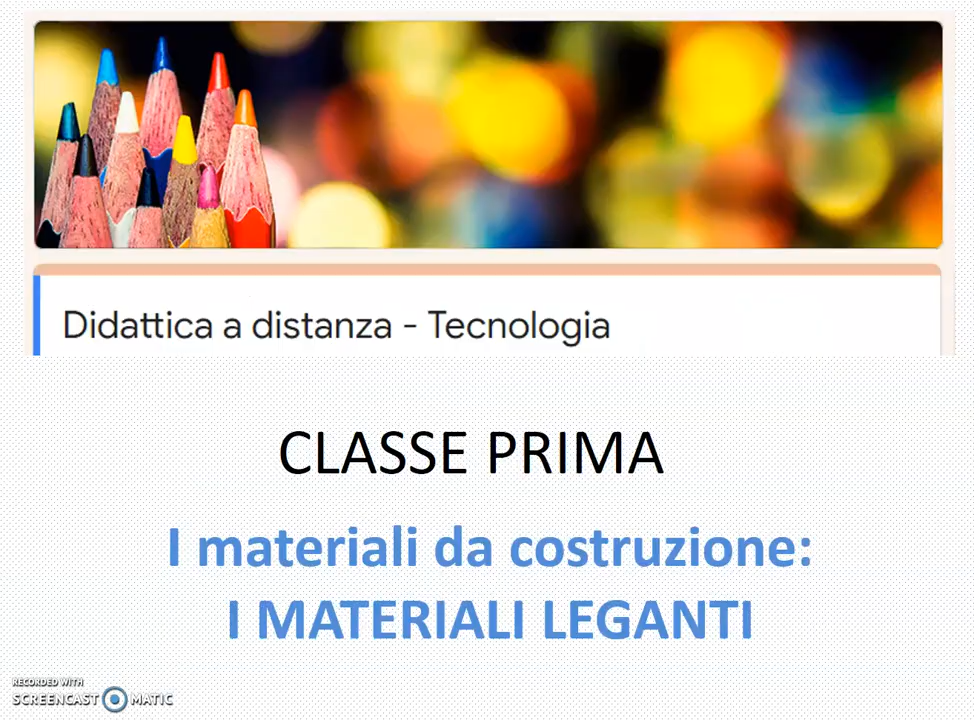 Didattica a distanza - Tecnologia
CLASSE PRIMA
I materiali da costruzione:
I MATERIALI LEGANTI
RECORDED WITH
SCREENCAST MATIC